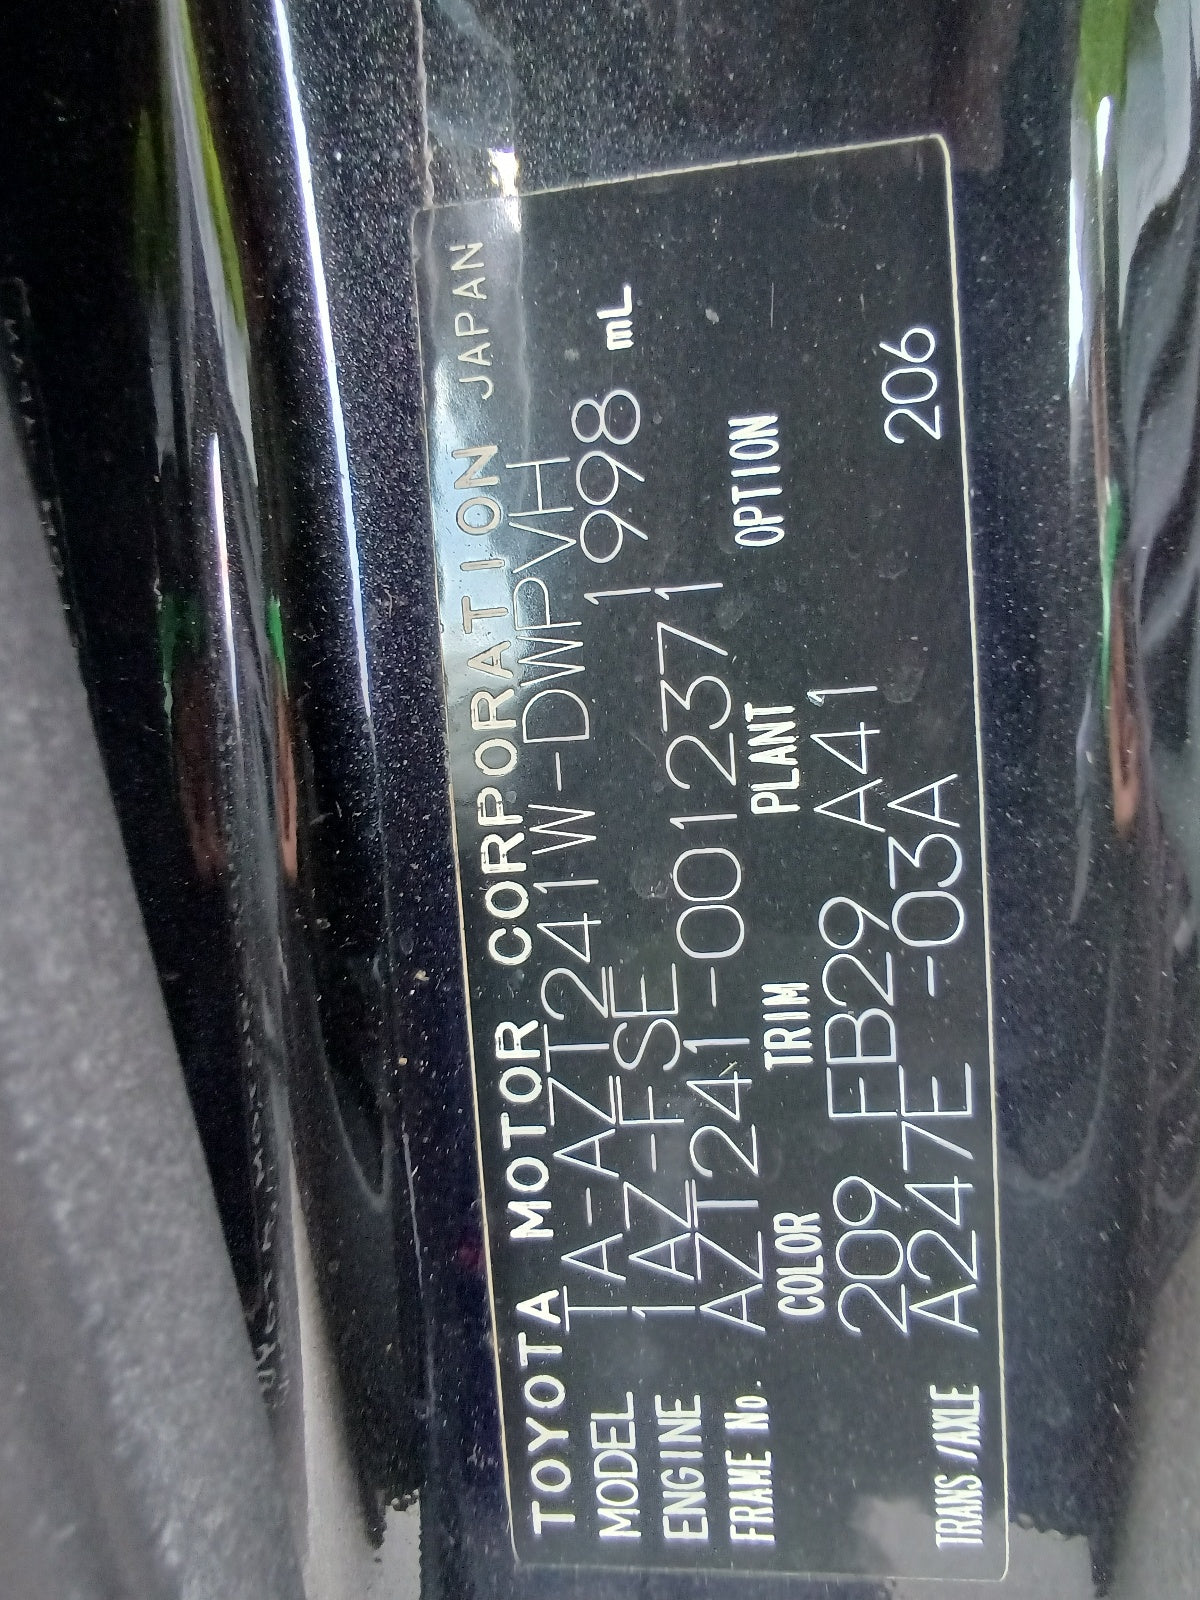 TOYOTA MOTOR CORPORATION JAPAN
MODEL TA-AZT241W-DWPVH
ENGINE 1AZ-FSE 1998 mL
FRAME No. AZT241-0012371
COLOR TRIM PLANT OPTION
209 FB29 A41
TRANS/AXLE A247E -03A 206